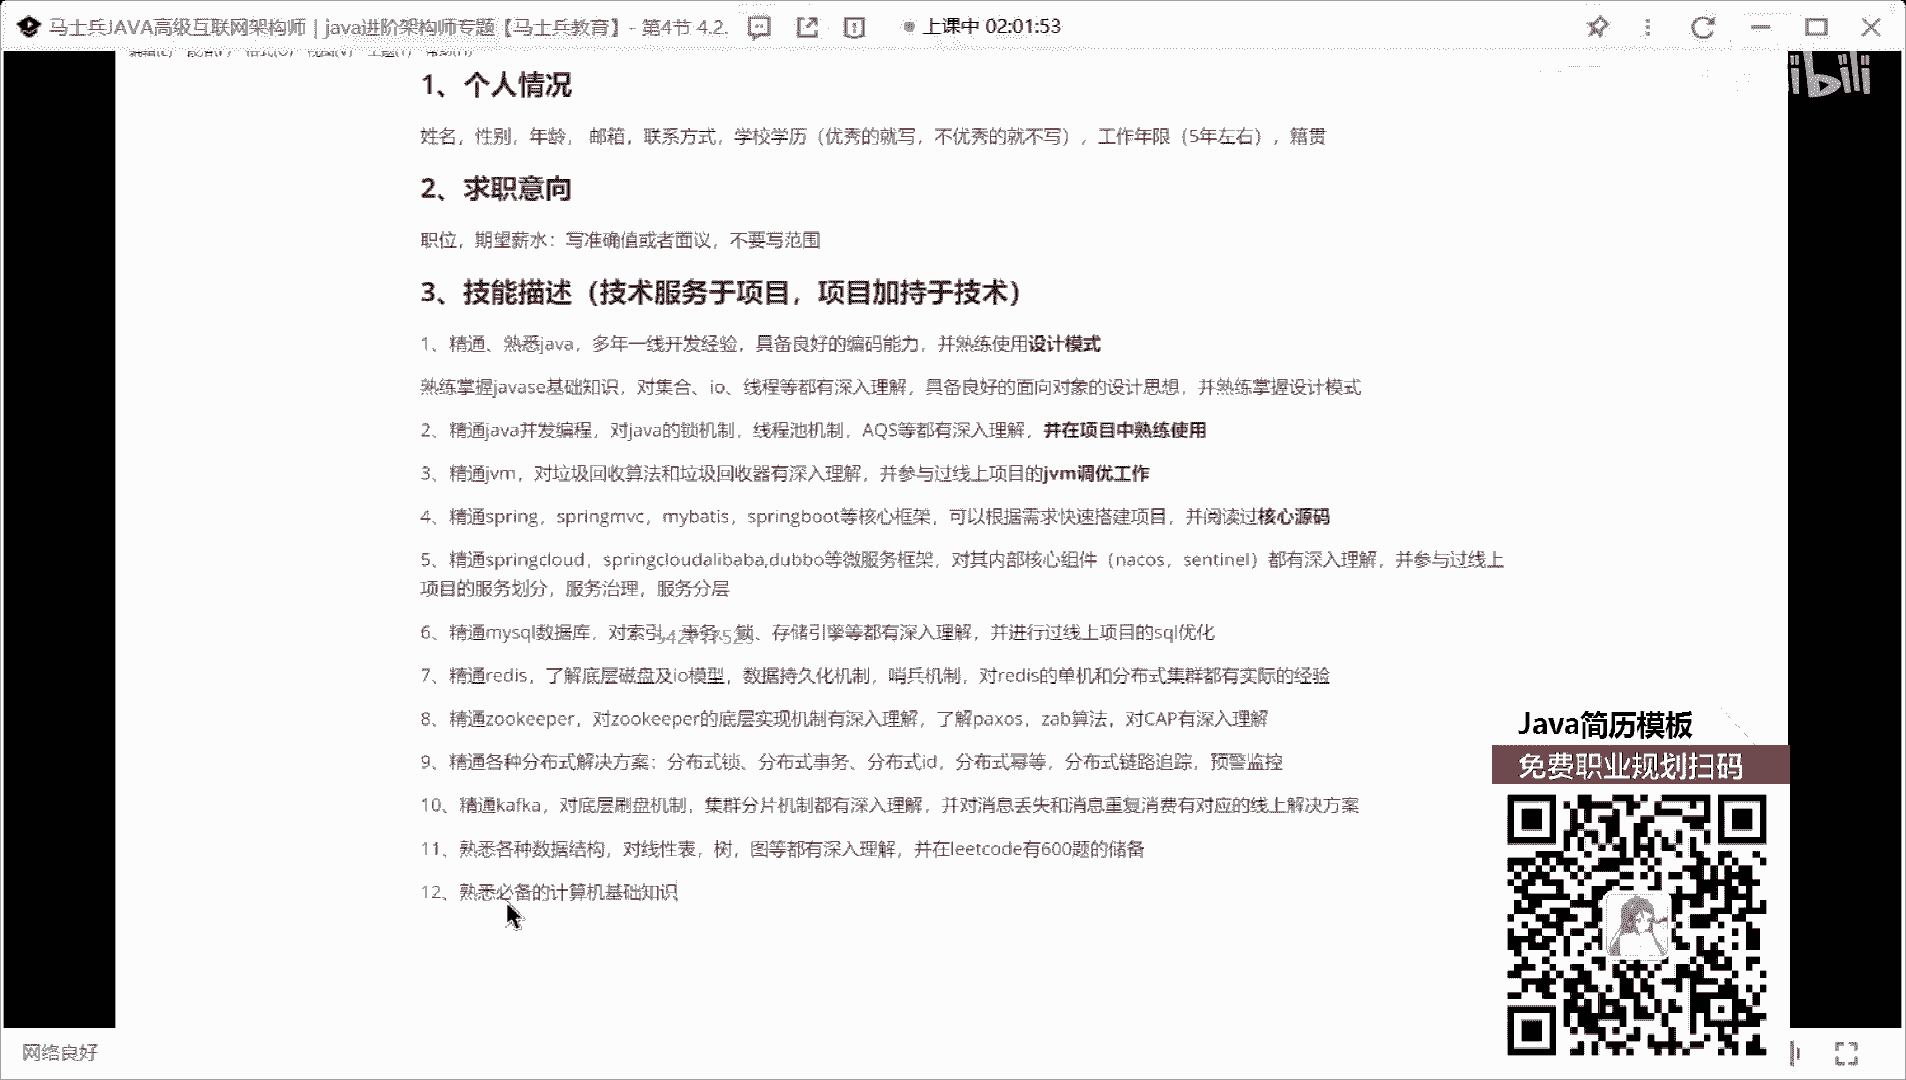 马士兵JAVA高级互联网架构师 | java进阶架构师专题【马士兵教育】 - 第4节 4.2.
上课中 02:01:53
ibili
1、个人情况
姓名，性别，年龄， 邮箱，联系方式，学校学历（优秀的就写，不优秀的就不写），工作年限（5年左右），籍贯
2、求职意向
职位，期望薪水：写准确值或者面议，不要写范围
3、技能描述（技术服务于项目，项目加持于技术）
1、精通、熟悉java，多年一线开发经验，具备良好的编码能力，并熟练使用设计模式
熟练掌握javase基础知识，对集合、io、线程等都有深入理解，具备良好的面向对象的设计思想，并熟练掌握设计模式
2、精通java并发编程，对java的锁机制，线程池机制，AQS等都有深入理解，并在项目中熟练使用
3、精通jvm，对垃圾回收算法和垃圾回收器有深入理解，并参与过线上项目的jvm调优工作
4、精通spring，springmvc，mybatis，springboot等核心框架，可以根据需求快速搭建项目，并阅读过核心源码
5、精通springcloud，springcloudalibaba,dubbo等微服务框架，对其内部核心组件（nacos，sentinel）都有深入理解，并参与过线上
项目的服务划分，服务治理，服务分层
6、精通mysql数据库，对索引、事务、锁、存储引擎等都有深入理解，并进行过线上项目的sql优化
7、精通redis，了解底层磁盘及io模型，数据持久化机制，哨兵机制，对redis的单机和分布式集群都有实际的经验
8、精通zookeeper，对zookeeper的底层实现机制有深入理解，了解paxos，zab算法，对CAP有深入理解
9、精通各种分布式解决方案：分布式锁、分布式事务、分布式id，分布式幂等，分布式链路追踪，预警监控
10、精通kafka，对底层刷盘机制，集群分片机制都有深入理解，并对消息丢失和消息重复消费有对应的线上解决方案
11、熟悉各种数据结构，对线性表，树，图等都有深入理解，并在leetcode有600题的储备
12、熟悉必备的计算机基础知识
Java简历模板
免费职业规划扫码
网络良好